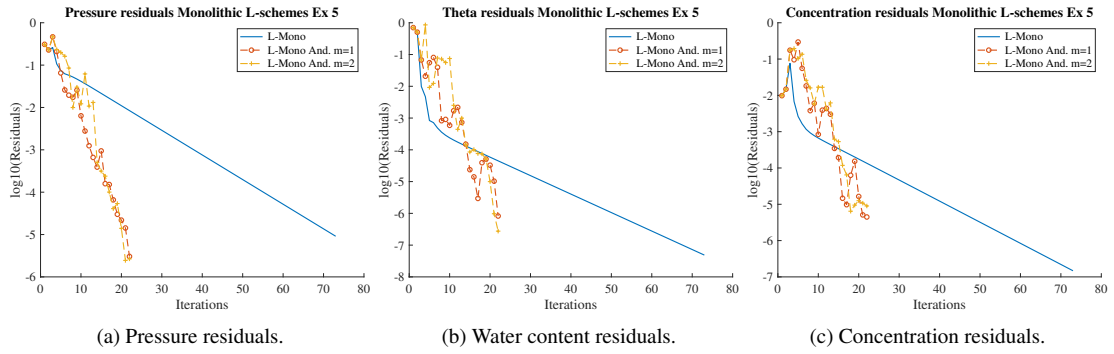 Pressure residuals Monolithic L-schemes Ex 5
L-Mono
L-Mono And. m=1
L-Mono And. m=2
log10(Residuals)
0
-1
-2
-3
-4
-5
-6
0 10 20 30 40 50 60 70 80
Iterations
(a) Pressure residuals.
Theta residuals Monolithic L-schemes Ex 5
L-Mono
L-Mono And. m=1
L-Mono And. m=2
log10(Residuals)
0
-1
-2
-3
-4
-5
-6
-7
-8
0 10 20 30 40 50 60 70 80
Iterations
(b) Water content residuals.
Concentration residuals Monolithic L-schemes Ex 5
L-Mono
L-Mono And. m=1
L-Mono And. m=2
log10(Residuals)
0
-1
-2
-3
-4
-5
-6
-7
0 10 20 30 40 50 60 70 80
Iterations
(c) Concentration residuals.